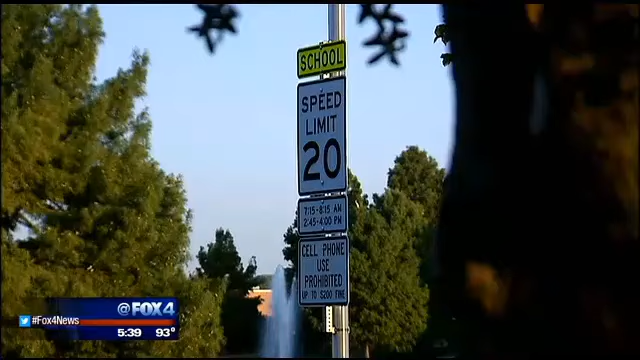 SCHOOL
SPEED
LIMIT
20
7:15-8:15 AM
2:45-4:00 PM
CELL PHONE
USE
PROHIBITED
UP TO $200 FINE
@FOX4
#Fox4News
5:39 93°